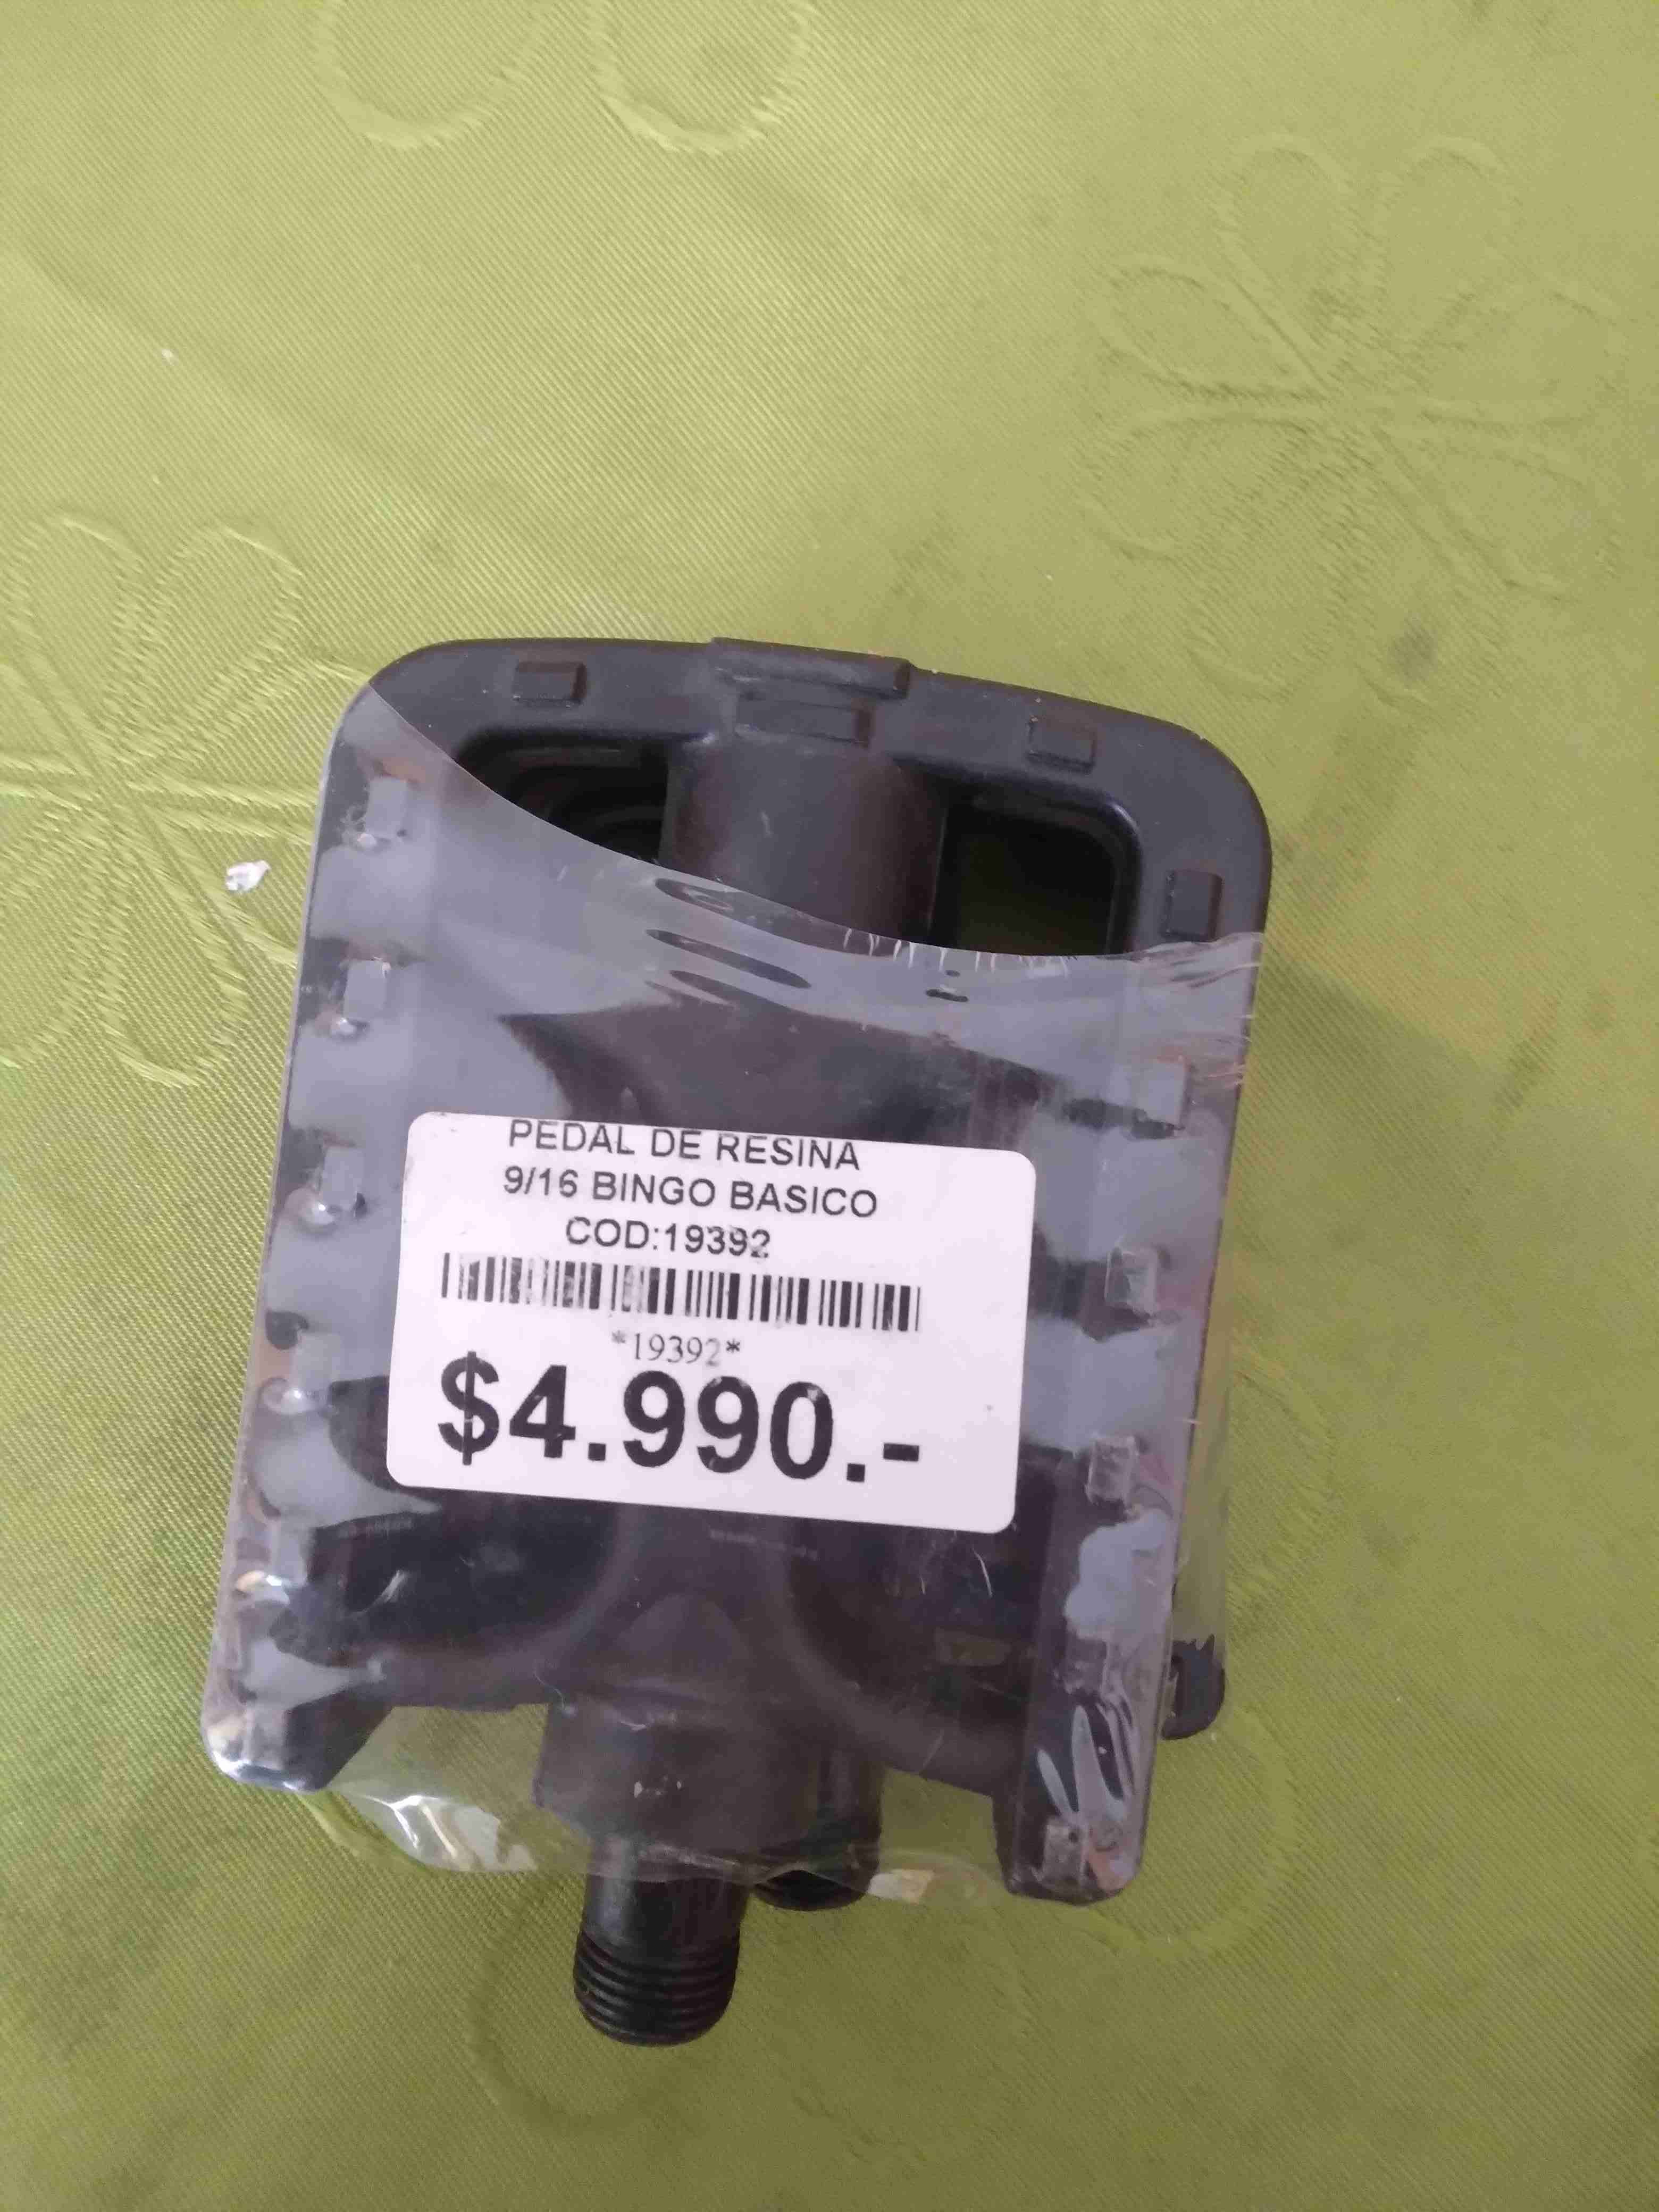 PEDAL DE RESINA
9/16 BINGO BASICO
COD:19392
*19392*
$4.990.-